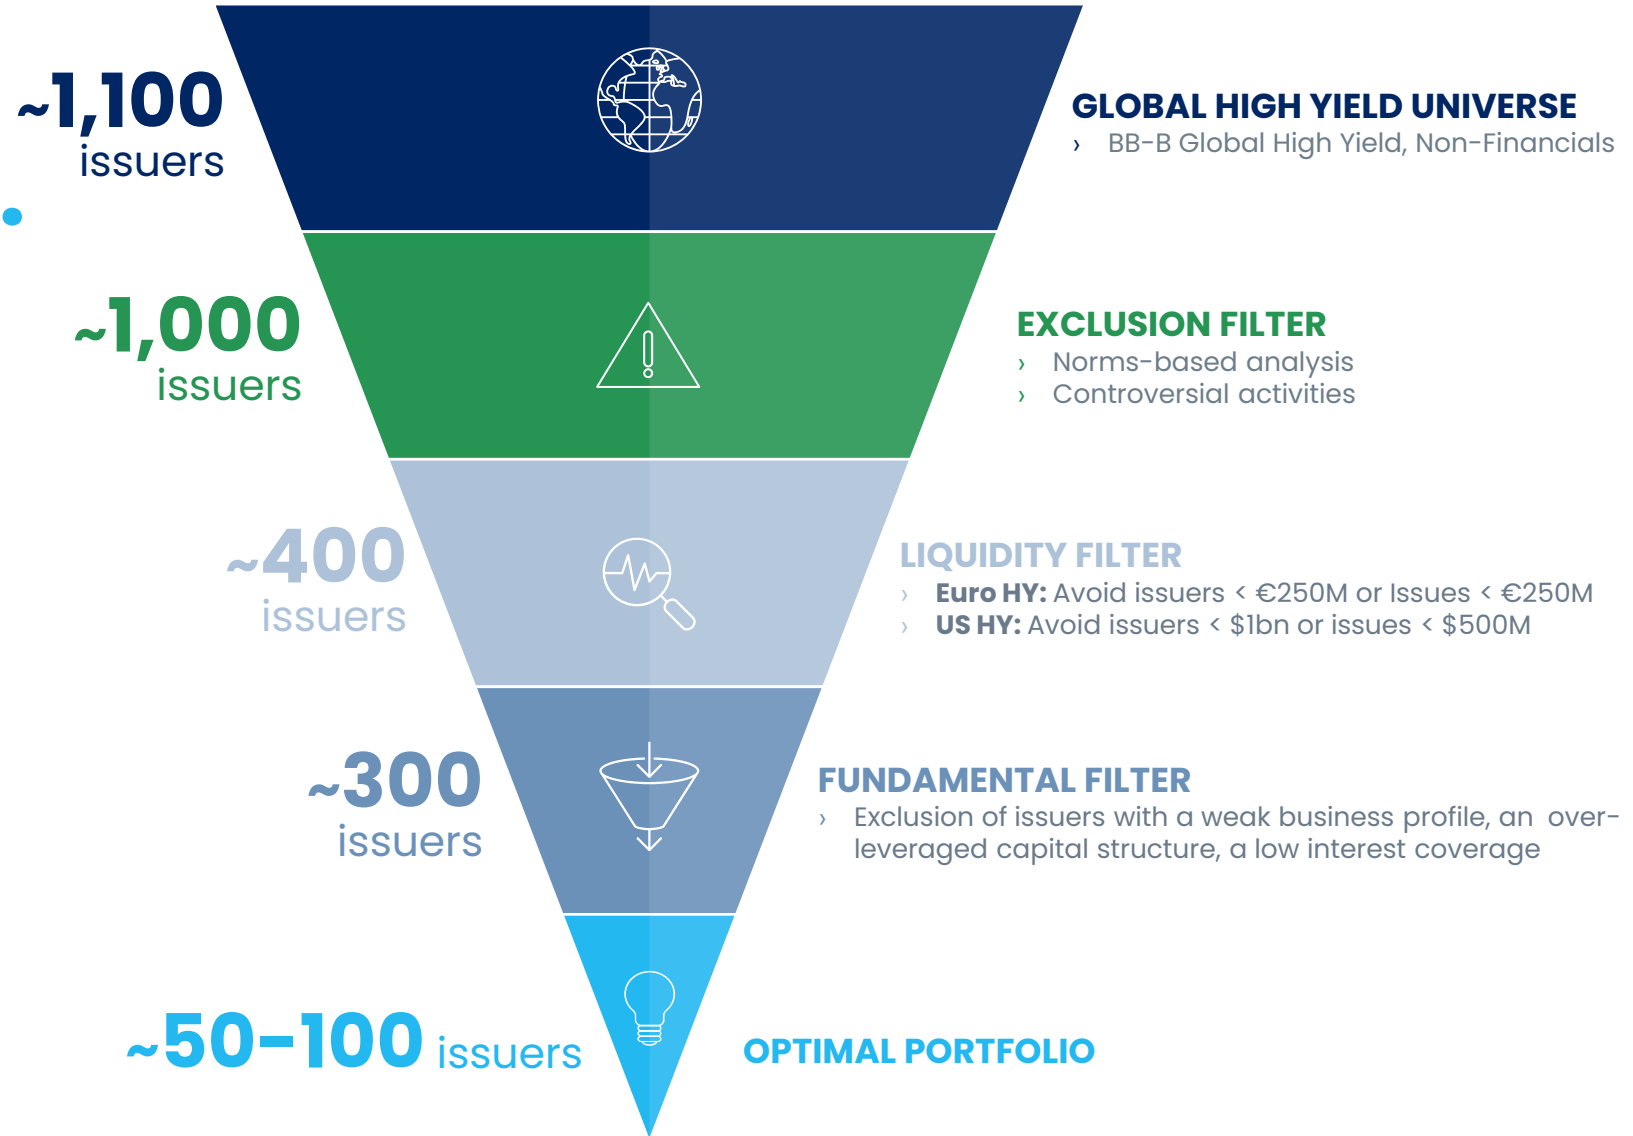 ~1,100
issuers
GLOBAL HIGH YIELD UNIVERSE
› BB-B Global High Yield, Non-Financials
~1,000
issuers
EXCLUSION FILTER
› Norms-based analysis
› Controversial activities
~400
issuers
LIQUIDITY FILTER
› Euro HY: Avoid issuers < €250M or Issues < €250M
› US HY: Avoid issuers < $1bn or issues < $500M
~300
issuers
FUNDAMENTAL FILTER
› Exclusion of issuers with a weak business profile, an over-
leveraged capital structure, a low interest coverage
~50-100 issuers
OPTIMAL PORTFOLIO